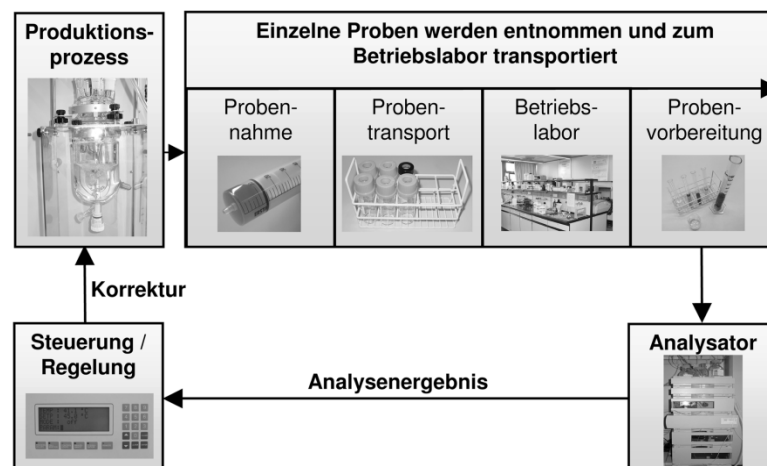 Produktions-
prozess
Einzelne Proben werden entnommen und zum
Betriebslabor transportiert
Proben-
nahme
Proben-
transport
Betriebs-
labor
Proben-
vorbereitung
Korrektur
Steuerung /
Regelung
Analysenergebnis
Analysator